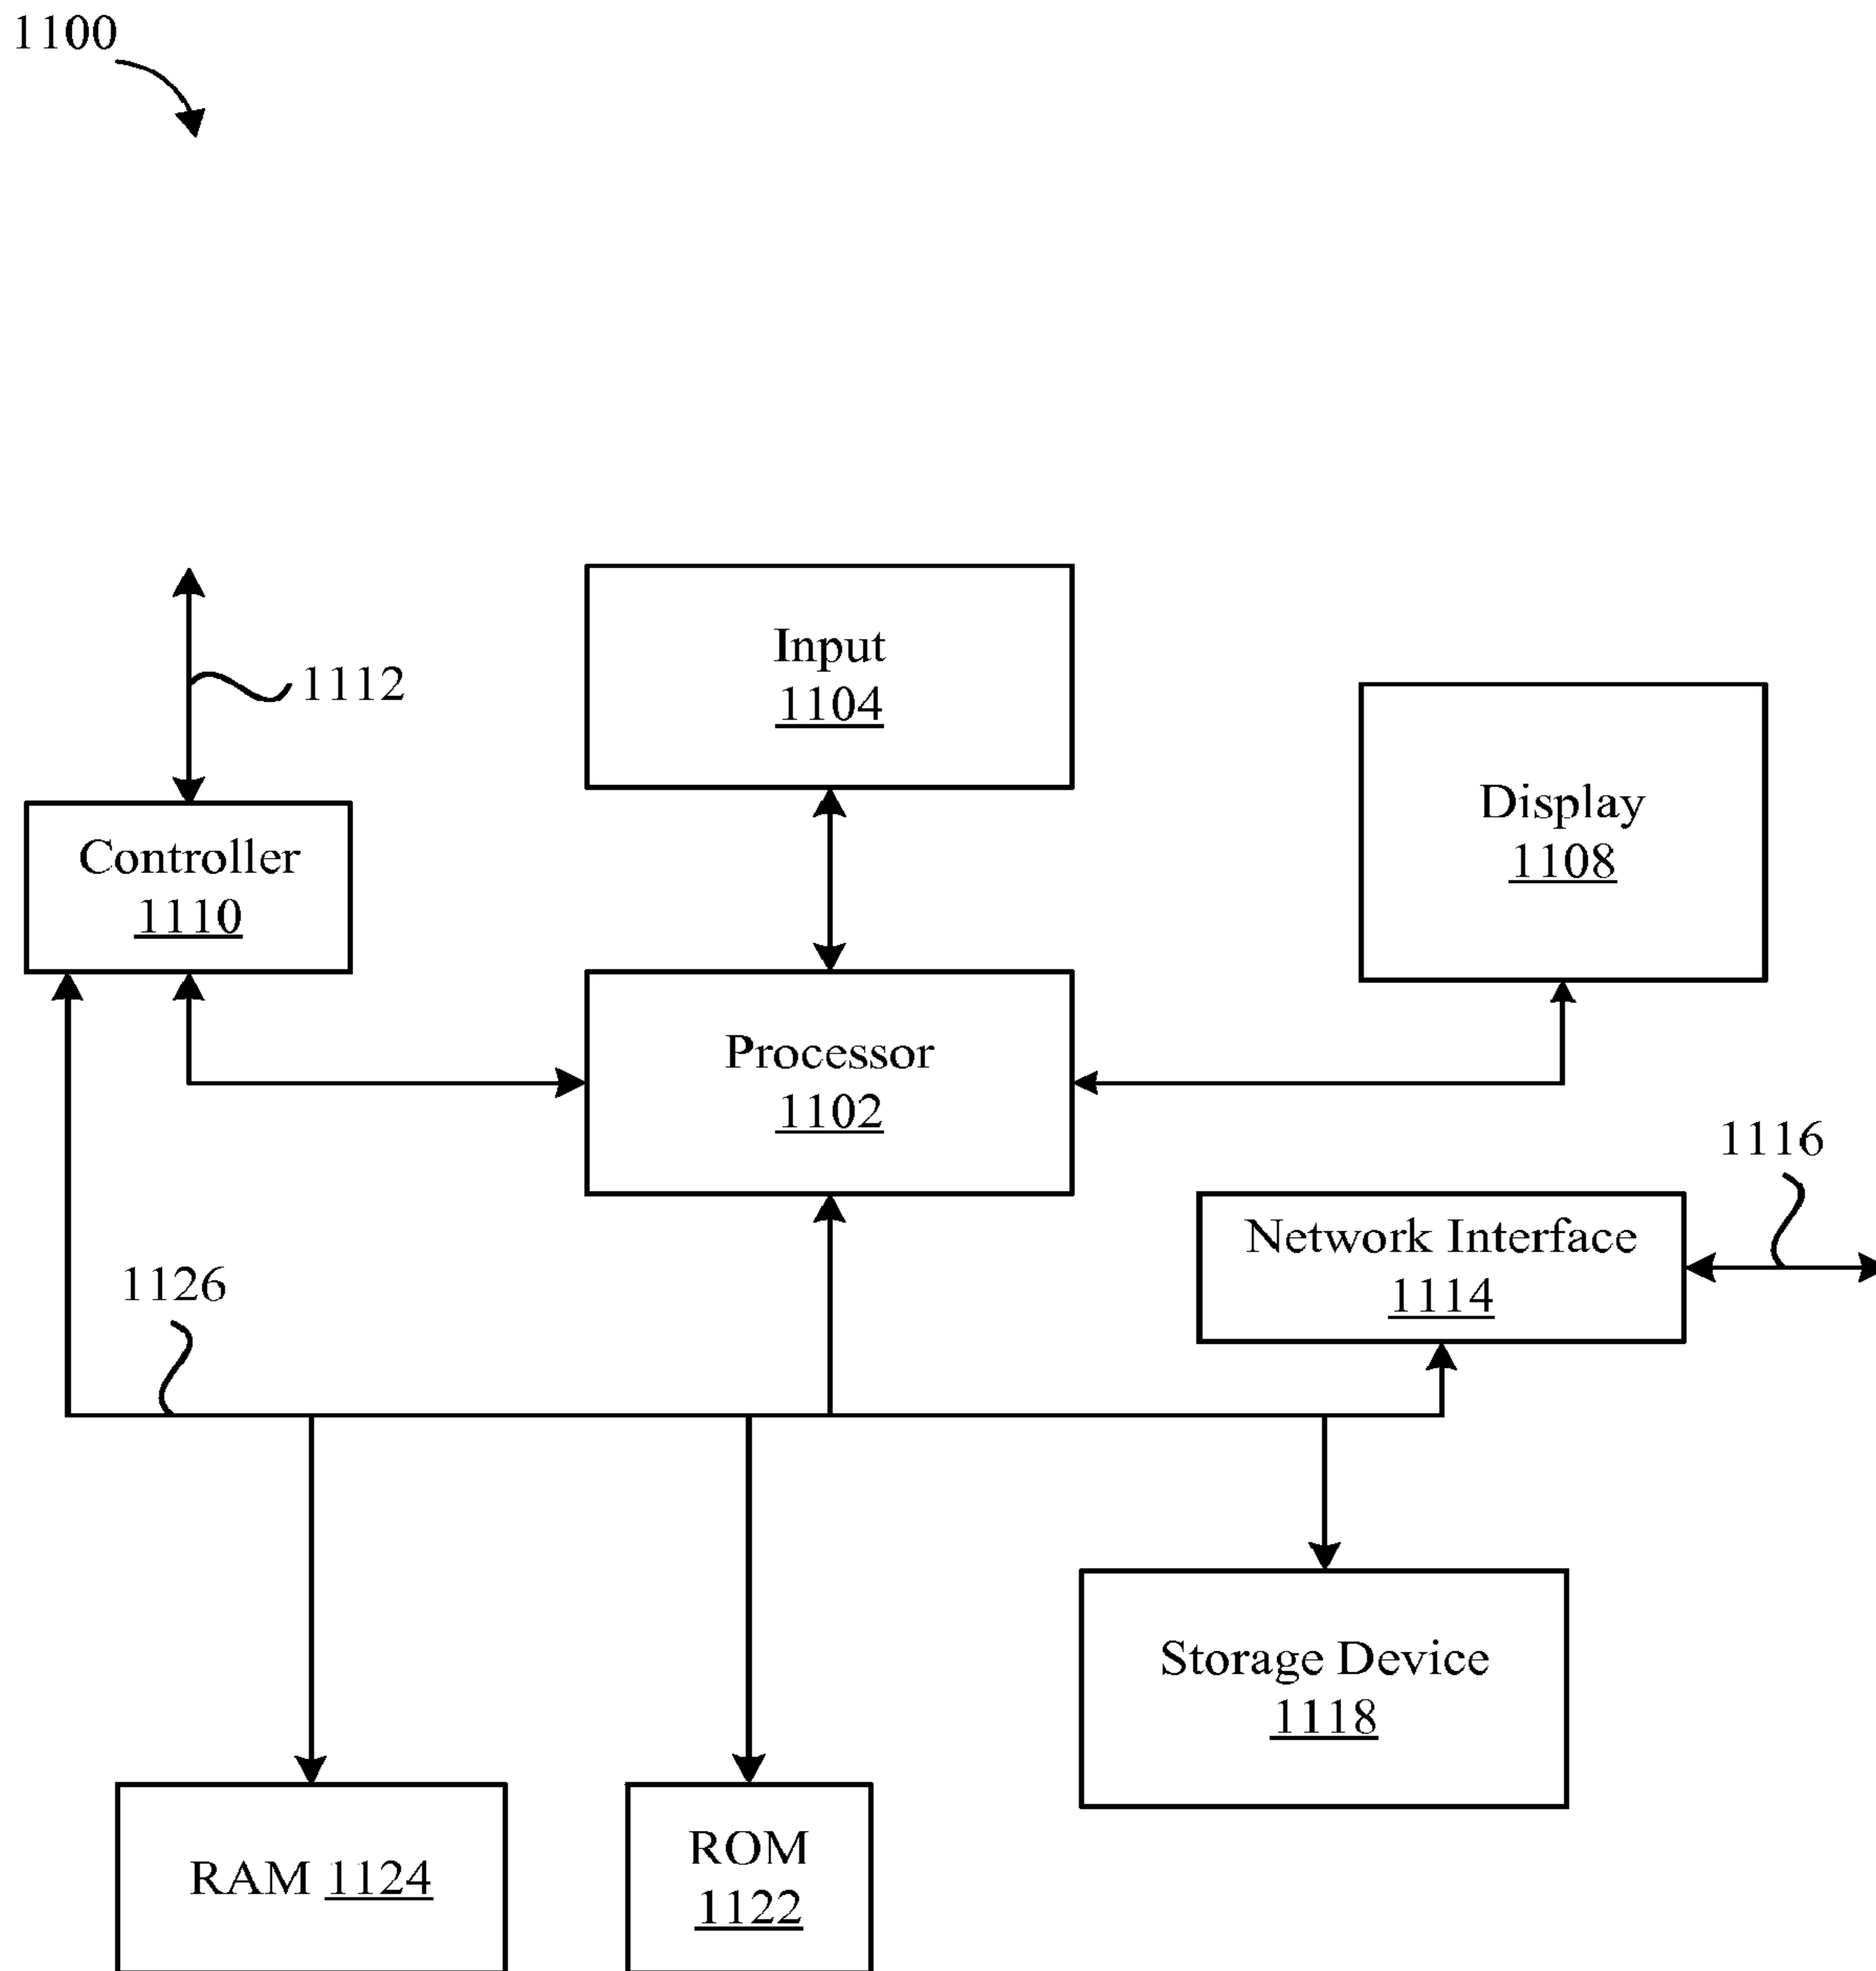 1100
Input
1104
1112
Display
1108
Controller
1110
Processor
1102
1116
Network Interface
1114
1126
Storage Device
1118
RAM 1124
ROM
1122